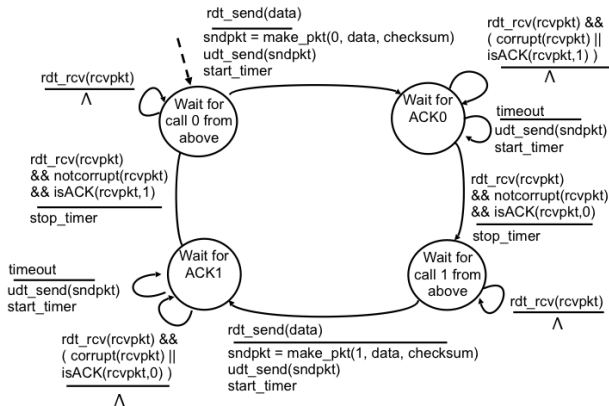 rdt_send(data)
sndpkt = make_pkt(0, data, checksum)
udt_send(sndpkt)
start_timer
rdt_rcv(rcvpkt) &&
( corrupt(rcvpkt) ||
isACK(rcvpkt,1) )
Λ
rdt_rcv(rcvpkt)
Λ
Wait for
call 0 from
above
Wait for
ACK0
timeout
udt_send(sndpkt)
start_timer
rdt_rcv(rcvpkt)
&& notcorrupt(rcvpkt)
&& isACK(rcvpkt,1)
stop_timer
rdt_rcv(rcvpkt)
&& notcorrupt(rcvpkt)
&& isACK(rcvpkt,0)
stop_timer
Wait for
ACK1
Wait for
call 1 from
above
timeout
udt_send(sndpkt)
start_timer
rdt_rcv(rcvpkt)
Λ
rdt_rcv(rcvpkt) &&
( corrupt(rcvpkt) ||
isACK(rcvpkt,0) )
Λ
rdt_send(data)
sndpkt = make_pkt(1, data, checksum)
udt_send(sndpkt)
start_timer